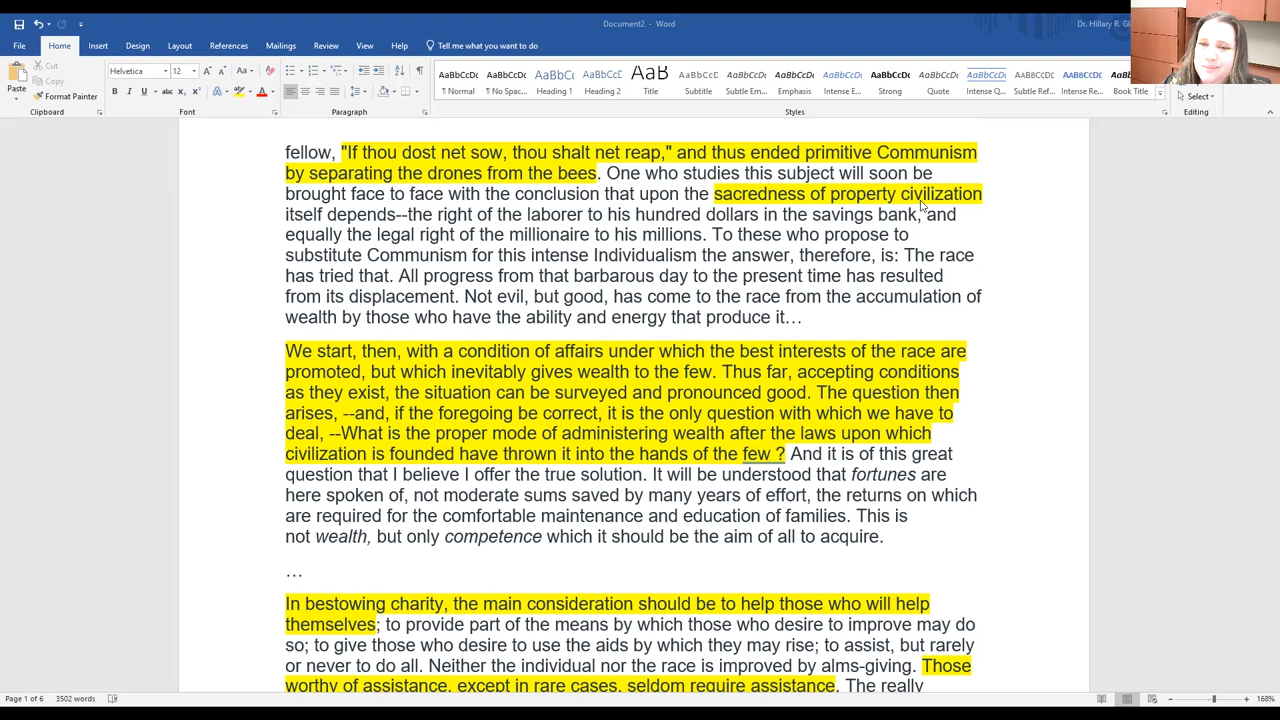 Document2 - Word
Dr. Hillary R. Gl
File Home Insert Design Layout References Mailings Review View Help Tell me what you want to do
Paste
Cut
Copy
Format Painter
Clipboard
Helvetica 12
Font
Paragraph
AaBbCcDc AaBbCcDc AaBbCc AaBbCcD AaB AaBbCcD AaBbCcDc AaBbCcDc AaBbCcDc AaBbCcDc AaBbCcDc AaBbCcDc AaBbCcDc AaBbCcDc
¶ Normal ¶ No Spac... Heading 1 Heading 2 Title Subtitle Subtle Em... Emphasis Intense E... Strong Quote Intense Q... Subtle Ref... Intense Re... Book Title
Styles
Select
Editing
fellow, "If thou dost net sow, thou shalt net reap," and thus ended primitive Communism
by separating the drones from the bees. One who studies this subject will soon be
brought face to face with the conclusion that upon the sacredness of property civilization
itself depends--the right of the laborer to his hundred dollars in the savings bank, and
equally the legal right of the millionaire to his millions. To these who propose to
substitute Communism for this intense Individualism the answer, therefore, is: The race
has tried that. All progress from that barbarous day to the present time has resulted
from its displacement. Not evil, but good, has come to the race from the accumulation of
wealth by those who have the ability and energy that produce it…
We start, then, with a condition of affairs under which the best interests of the race are
promoted, but which inevitably gives wealth to the few. Thus far, accepting conditions
as they exist, the situation can be surveyed and pronounced good. The question then
arises, --and, if the foregoing be correct, it is the only question with which we have to
deal, --What is the proper mode of administering wealth after the laws upon which
civilization is founded have thrown it into the hands of the few ? And it is of this great
question that I believe I offer the true solution. It will be understood that fortunes are
here spoken of, not moderate sums saved by many years of effort, the returns on which
are required for the comfortable maintenance and education of families. This is
not wealth, but only competence which it should be the aim of all to acquire.
…
In bestowing charity, the main consideration should be to help those who will help
themselves; to provide part of the means by which those who desire to improve may do
so; to give those who desire to use the aids by which they may rise; to assist, but rarely
or never to do all. Neither the individual nor the race is improved by alms-giving. Those
worthy of assistance, except in rare cases, seldom require assistance. The really
Page 1 of 6 3502 words
168%